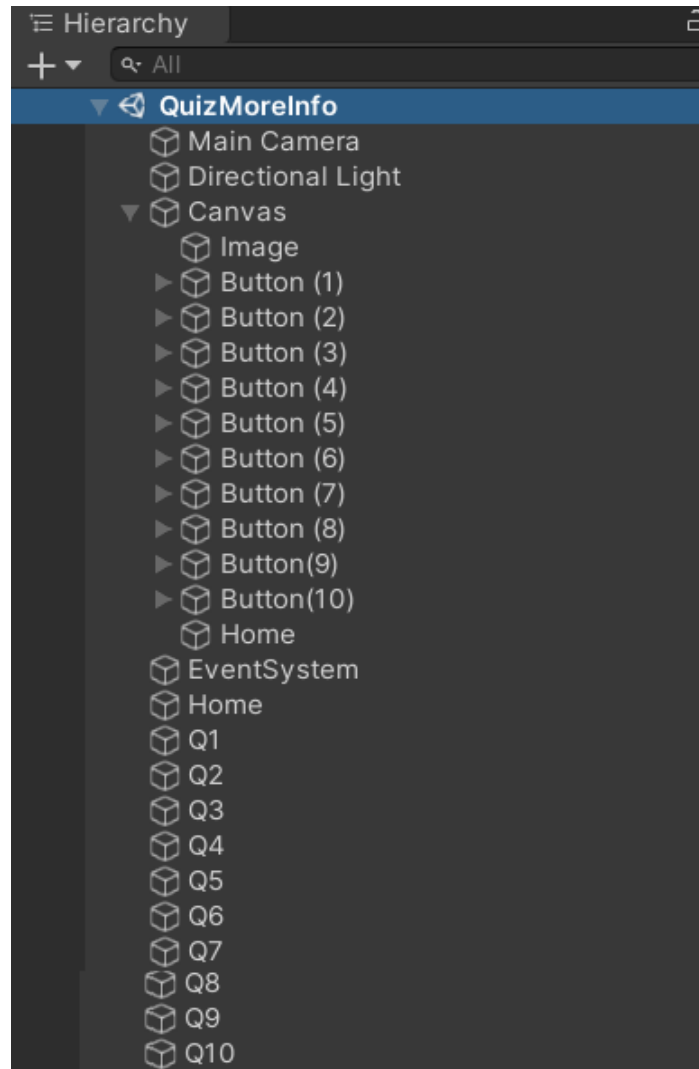 Hierarchy
All
QuizMoreInfo
Main Camera
Directional Light
Canvas
Image
Button (1)
Button (2)
Button (3)
Button (4)
Button (5)
Button (6)
Button (7)
Button (8)
Button(9)
Button(10)
Home
EventSystem
Home
Q1
Q2
Q3
Q4
Q5
Q6
Q7
Q8
Q9
Q10